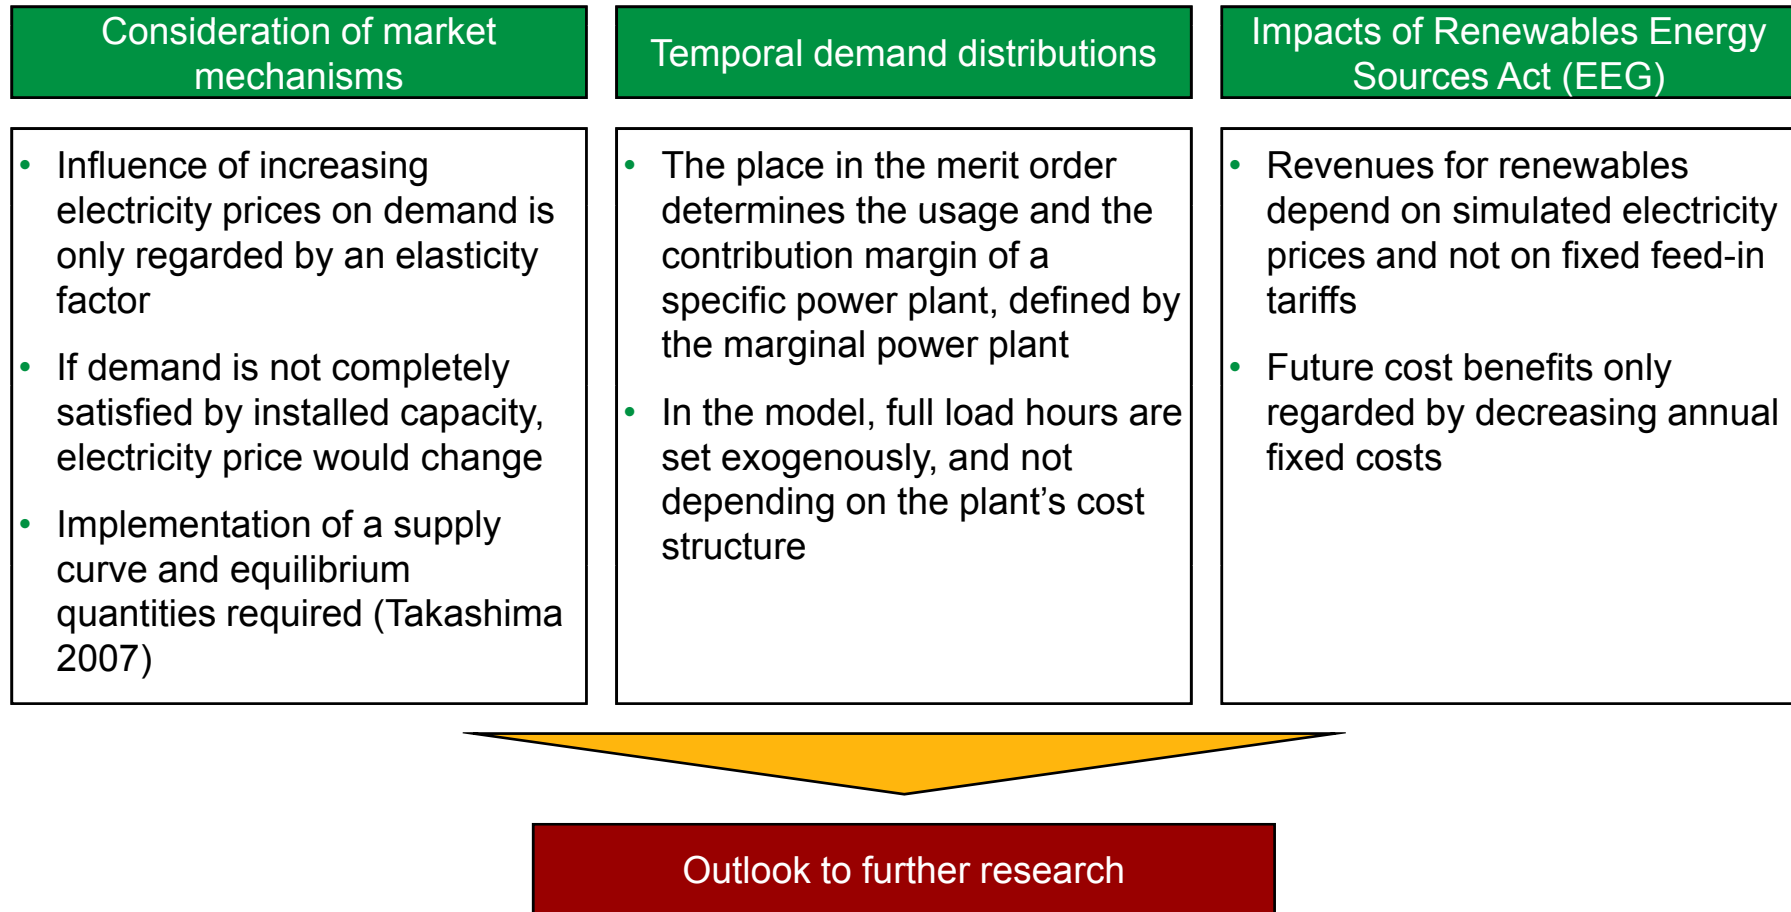 Consideration of market
mechanisms
Temporal demand distributions
Impacts of Renewables Energy
Sources Act (EEG)
• Influence of increasing
electricity prices on demand is
only regarded by an elasticity
factor
• If demand is not completely
satisfied by installed capacity,
electricity price would change
• Implementation of a supply
curve and equilibrium
quantities required (Takashima
2007)
• The place in the merit order
determines the usage and the
contribution margin of a
specific power plant, defined by
the marginal power plant
• In the model, full load hours are
set exogenously, and not
depending on the plant’s cost
structure
• Revenues for renewables
depend on simulated electricity
prices and not on fixed feed-in
tariffs
• Future cost benefits only
regarded by decreasing annual
fixed costs
Outlook to further research